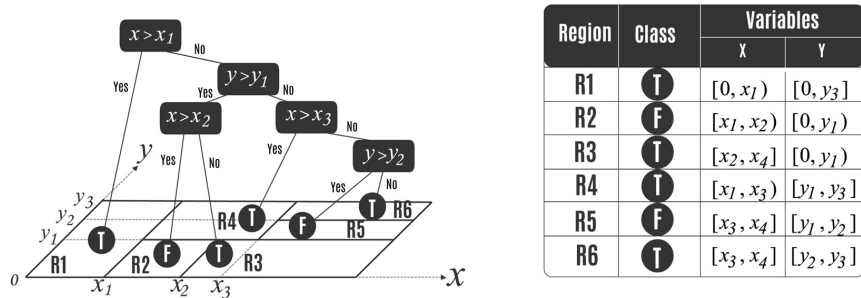 x>x1
No
Yes
y>y1
Yes
No
x>x2
x>x3
No
Yes
No
Yes
y>y2
Yes
No
y
y3
y2
y1
T
F
T
T
F
T
R1
R2
R3
R4
R5
R6
0
x1
x2
x3
x
Region Class Variables
X Y
R1 T [0, x1) [0, y3]
R2 F [x1, x2) [0, y1)
R3 T [x2, x4] [0, y1)
R4 T [x1, x3) [y1, y3]
R5 F [x3, x4] [y1, y2]
R6 T [x3, x4] [y2, y3]